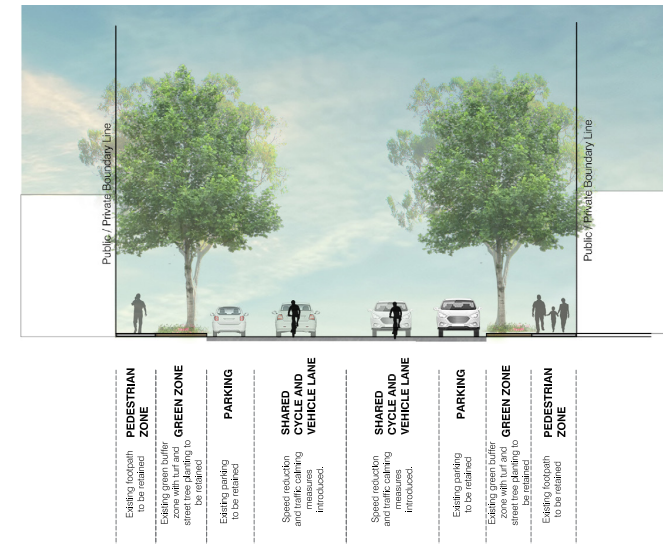 Public / Private Boundary Line
Public / Private Boundary Line
PEDESTRIAN
ZONE
Existing footpath
to be retained
GREEN ZONE
Existing green buffer
zone with turf and
street tree planting to
be retained
PARKING
Existing parking
to be retained
SHARED
CYCLE AND
VEHICLE LANE
Speed reduction
and traffic calming
measures
introduced.
SHARED
CYCLE AND
VEHICLE LANE
Speed reduction
and traffic calming
measures
introduced.
PARKING
Existing parking
to be retained
GREEN ZONE
Existing green buffer
zone with turf and
street tree planting to
be retained
PEDESTRIAN
ZONE
Existing footpath
to be retained